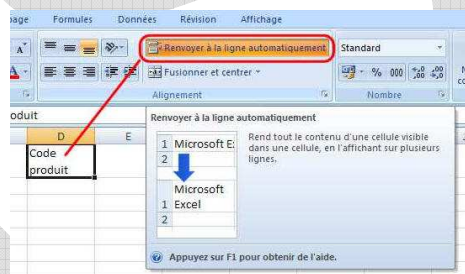 Formules Données Révision Affichage
Renvoyer à la ligne automatiquement Standard
Fusionner et centrer % 000
Alignement Nombre
oduit
Renvoyer à la ligne automatiquement
D E
Code
produit
Rend tout le contenu d'une cellule visible
dans une cellule, en l'affichant sur plusieurs
lignes.
1 Microsoft E
2
Microsoft
1 Excel
2
Appuyez sur F1 pour obtenir de l'aide.